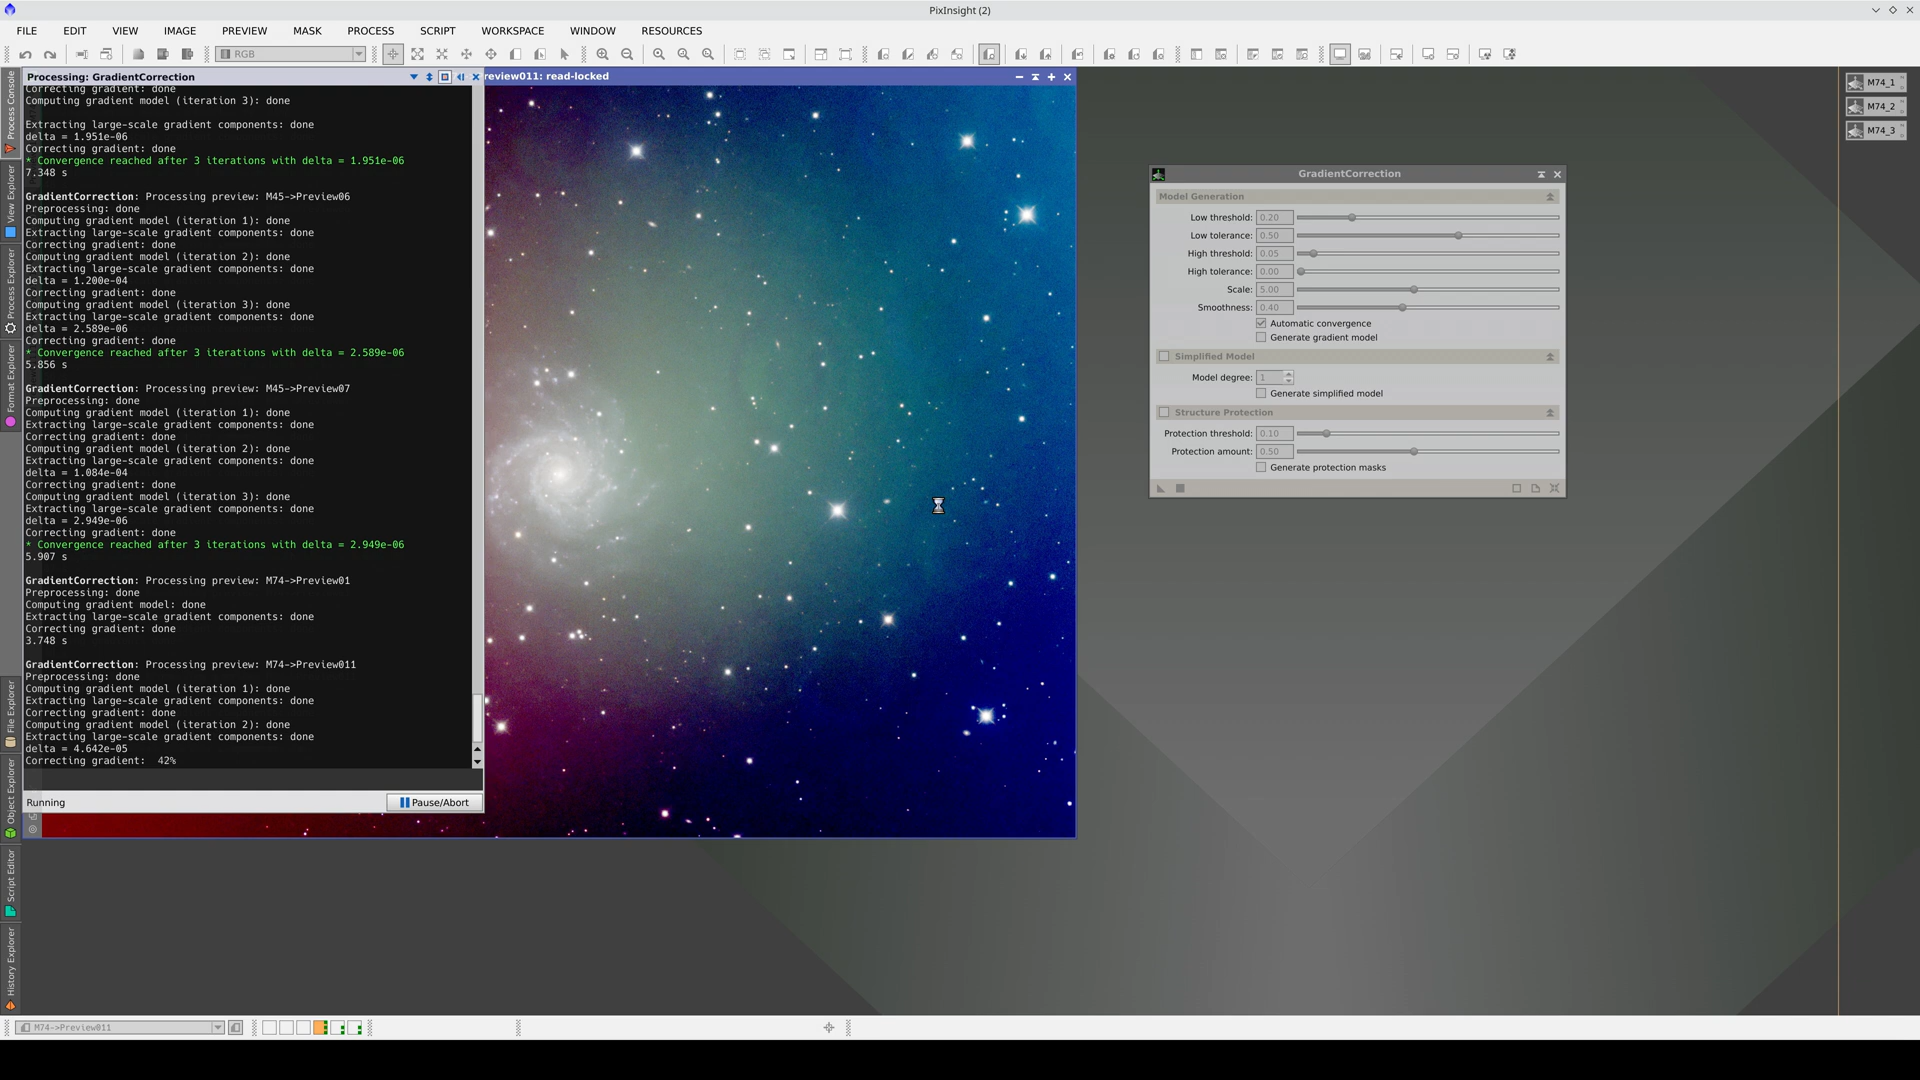 PixInsight (2)
FILE EDIT VIEW IMAGE PREVIEW MASK PROCESS SCRIPT WORKSPACE WINDOW RESOURCES
RGB
Processing: GradientCorrection
review011: read-locked
Process Console
View Explorer
Process Explorer
Format Explorer
File Explorer
Object Explorer
Script Editor
History Explorer
Correcting gradient: done
Computing gradient model (iteration 3): done
Extracting large-scale gradient components: done
delta = 1.951e-06
Correcting gradient: done
* Convergence reached after 3 iterations with delta = 1.951e-06
7.348 s
GradientCorrection: Processing preview: M45->Preview06
Preprocessing: done
Computing gradient model (iteration 1): done
Extracting large-scale gradient components: done
Correcting gradient: done
Computing gradient model (iteration 2): done
Extracting large-scale gradient components: done
delta = 1.200e-04
Correcting gradient: done
Computing gradient model (iteration 3): done
Extracting large-scale gradient components: done
delta = 2.589e-06
Correcting gradient: done
* Convergence reached after 3 iterations with delta = 2.589e-06
5.856 s
GradientCorrection: Processing preview: M45->Preview07
Preprocessing: done
Computing gradient model (iteration 1): done
Extracting large-scale gradient components: done
Correcting gradient: done
Computing gradient model (iteration 2): done
Extracting large-scale gradient components: done
delta = 1.084e-04
Correcting gradient: done
Computing gradient model (iteration 3): done
Extracting large-scale gradient components: done
delta = 2.949e-06
Correcting gradient: done
* Convergence reached after 3 iterations with delta = 2.949e-06
5.907 s
GradientCorrection: Processing preview: M74->Preview01
Preprocessing: done
Computing gradient model: done
Extracting large-scale gradient components: done
Correcting gradient: done
3.748 s
GradientCorrection: Processing preview: M74->Preview011
Preprocessing: done
Computing gradient model (iteration 1): done
Extracting large-scale gradient components: done
Correcting gradient: done
Computing gradient model (iteration 2): done
Extracting large-scale gradient components: done
delta = 4.642e-05
Correcting gradient: 42%
Running
Pause/Abort
GradientCorrection
Model Generation
Low threshold: 0.20
Low tolerance: 0.50
High threshold: 0.05
High tolerance: 0.00
Scale: 5.00
Smoothness: 0.40
Automatic convergence
Generate gradient model
Simplified Model
Model degree: 1
Generate simplified model
Structure Protection
Protection threshold: 0.10
Protection amount: 0.50
Generate protection masks
M74_1
M74_2
M74_3
M74->Preview011